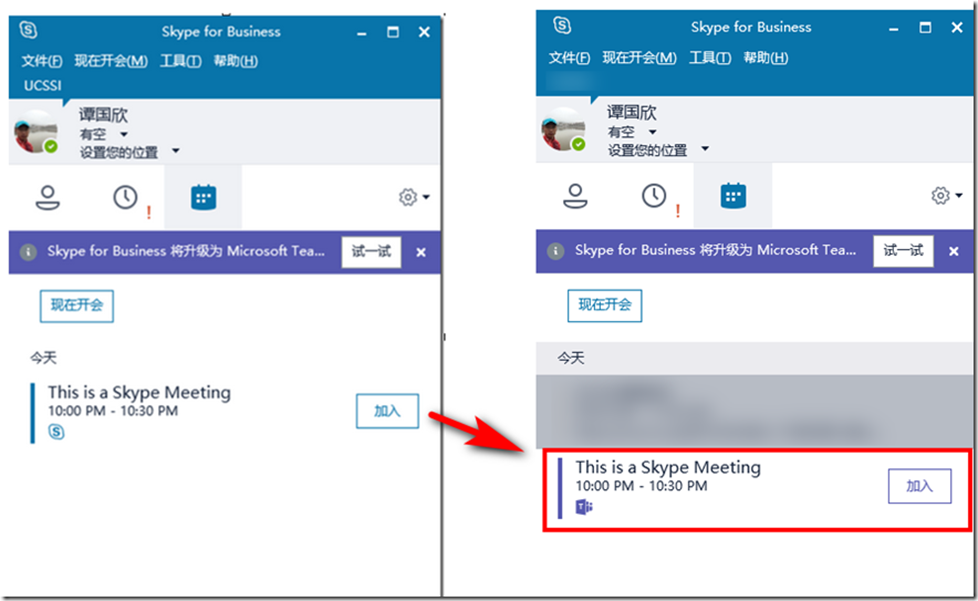 Skype for Business
文件(F) 现在开会(M) 工具(T) 帮助(H)
UCSSI
谭国欣
有空
设置您的位置
!
Skype for Business 将升级为 Microsoft Tea... 试一试
现在开会
今天
This is a Skype Meeting
10:00 PM - 10:30 PM
加入
Skype for Business
文件(F) 现在开会(M) 工具(T) 帮助(H)
谭国欣
有空
设置您的位置
!
Skype for Business 将升级为 Microsoft Tea... 试一试
现在开会
今天
This is a Skype Meeting
10:00 PM - 10:30 PM
加入